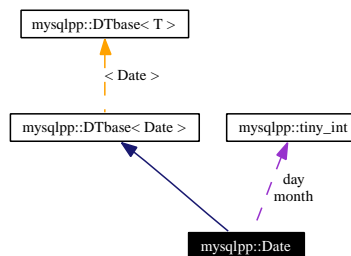 mysqlpp::DTbase< T >
< Date >
mysqlpp::DTbase< Date >
mysqlpp::tiny_int
day
month
mysqlpp::Date